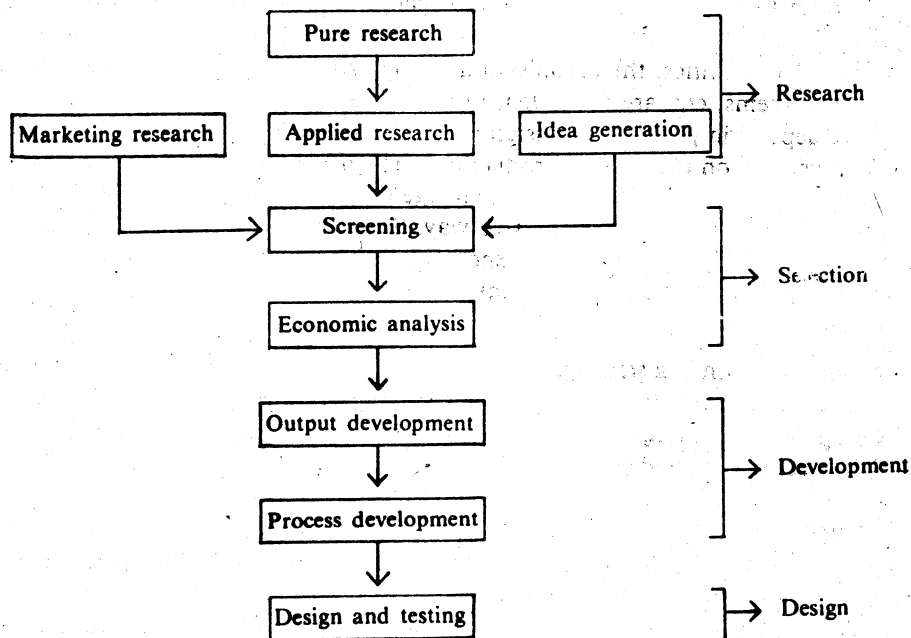 Pure research
Research
Marketing research
Applied research
Idea generation
Screening
Economic analysis
Output development
Development
Process development
Design and testing
Design